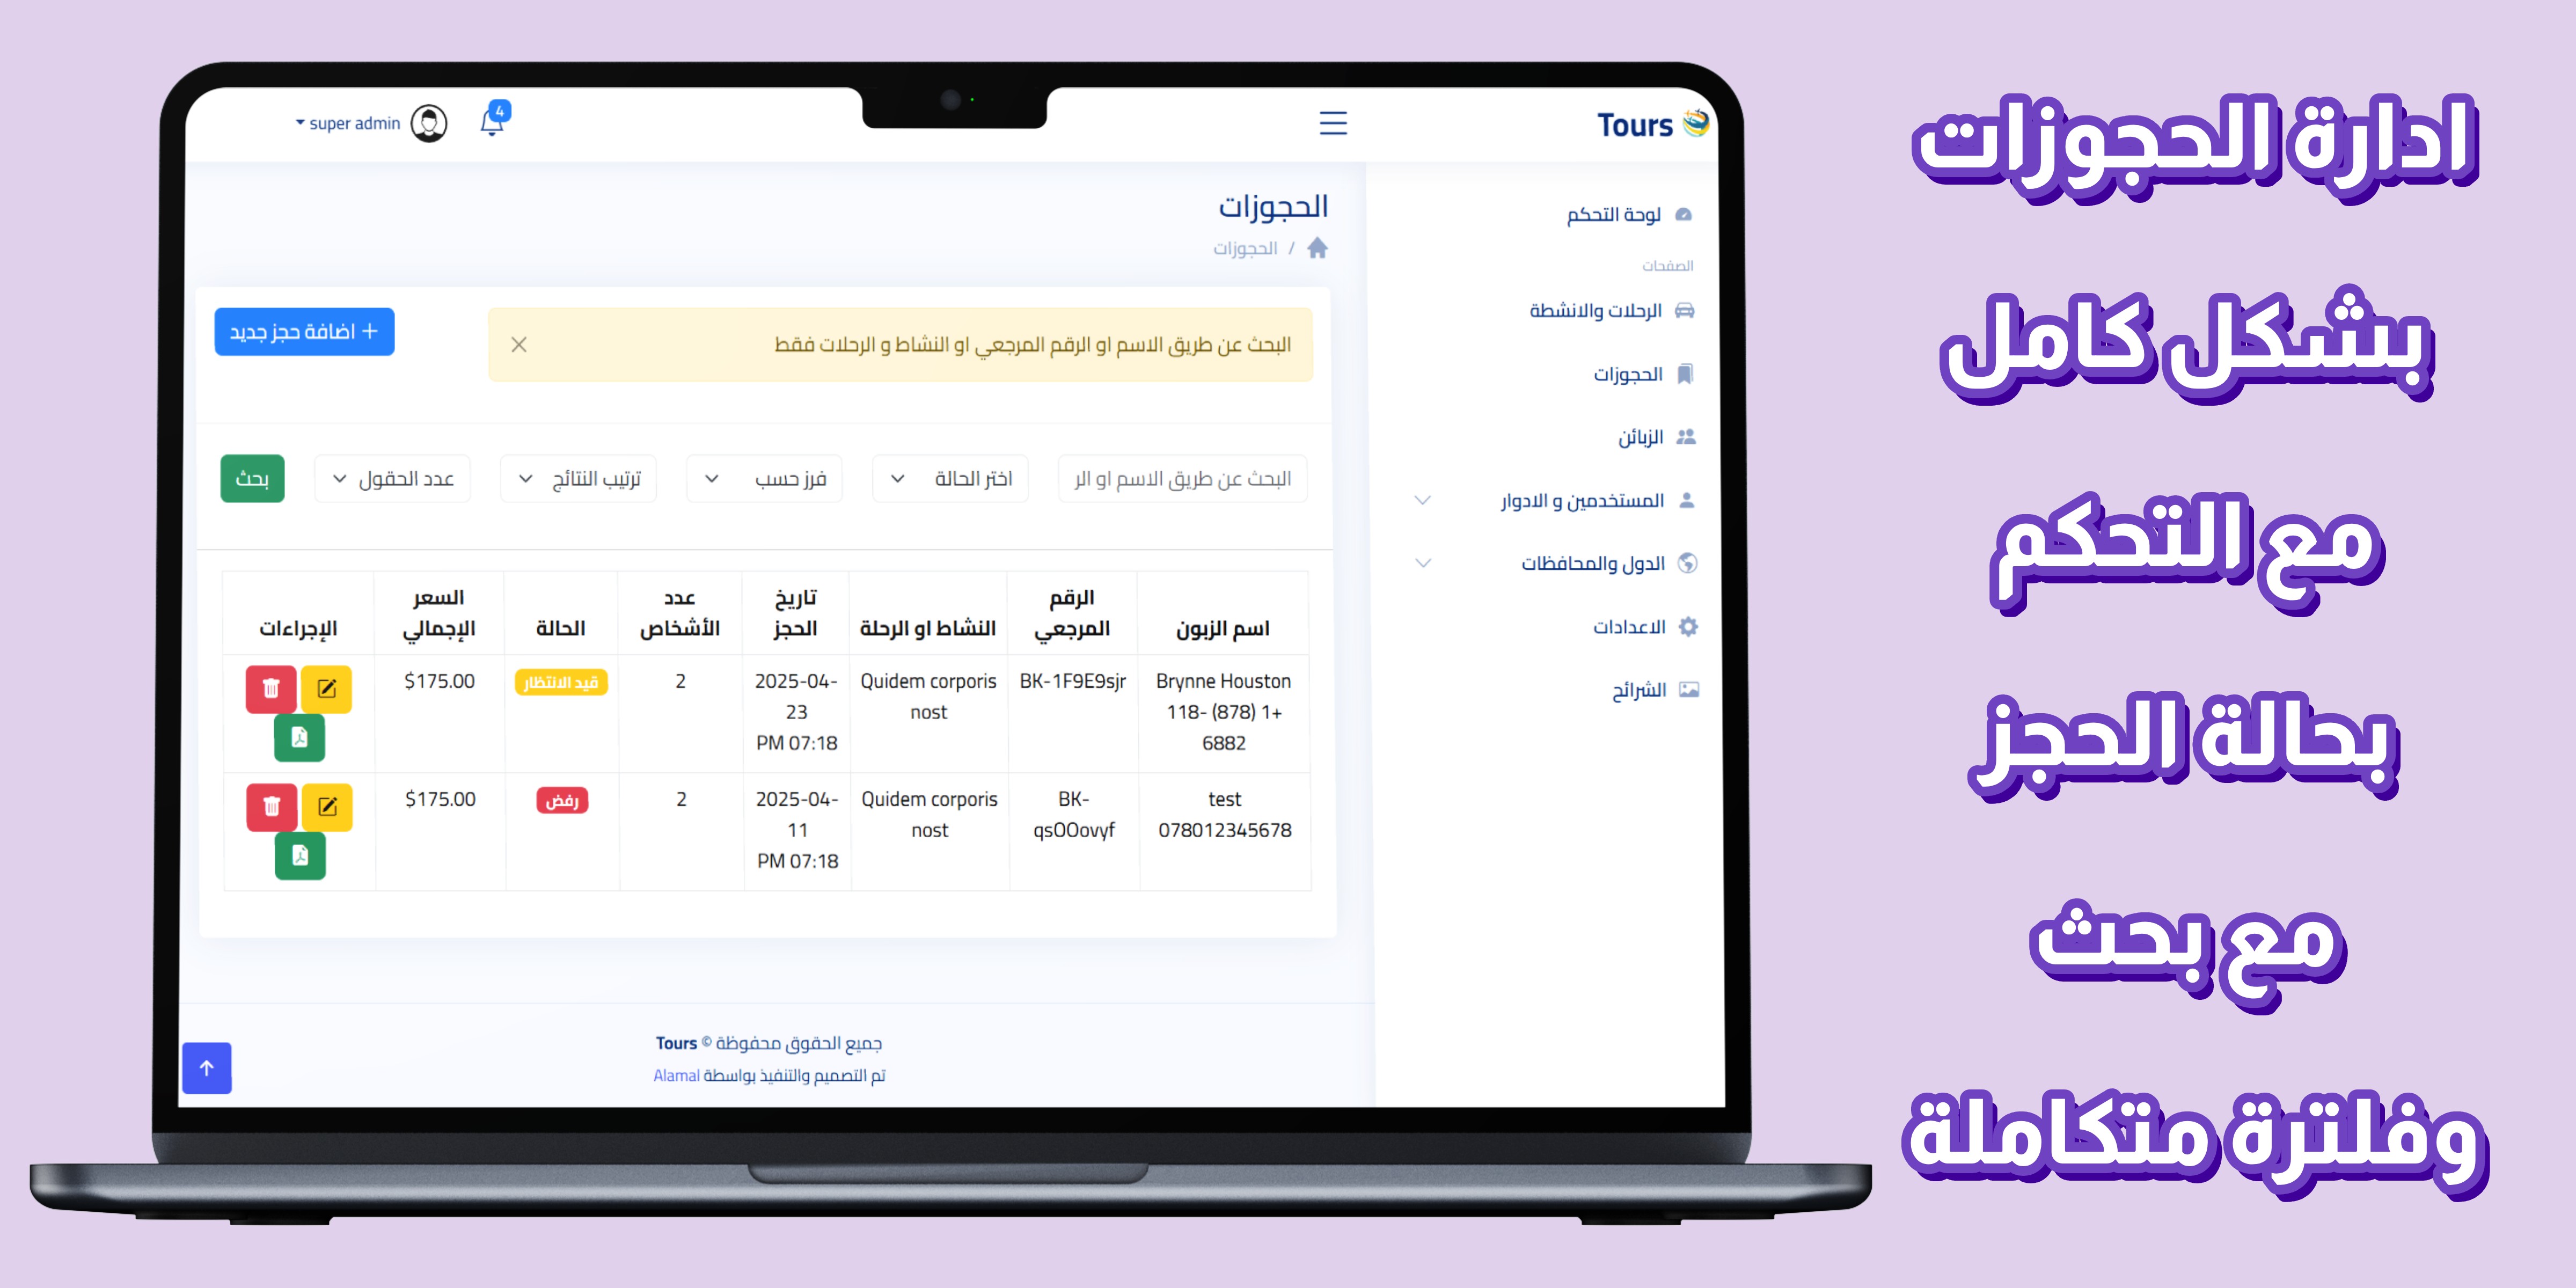 ادارة الحجوزات
بشكل كامل
مع التحكم
بحالة الحجز
مع بحث
وفلترة متكاملة
Tours
4
super admin
لوحة التحكم
الصفحات
الرحلات والانشطة
الحجوزات
الزبائن
المستخدمين و الادوار
الدول والمحافظات
الاعدادات
الشرائح
الحجوزات
/ الحجوزات
البحث عن طريق الاسم او الرقم المرجعي او النشاط و الرحلات فقط
+ اضافة حجز جديد
البحث عن طريق الاسم او الر
اختر الحالة
فرز حسب
ترتيب النتائج
عدد الحقول
بحث
اسم الزبون
الرقم
المرجعي
النشاط او الرحلة
تاريخ
الحجز
عدد
الأشخاص
الحالة
السعر
الإجمالي
الإجراءات
Brynne Houston
118- (878) 1+
6882
BK-1F9E9sjr
Quidem corporis
nost
2025-04-
23
PM 07:18
2
قيد الانتظار
$175.00
test
078012345678
BK-
qsOOovyf
Quidem corporis
nost
2025-04-
11
PM 07:18
2
رفض
$175.00
جميع الحقوق محفوظة © Tours
تم التصميم والتنفيذ بواسطة Alamal